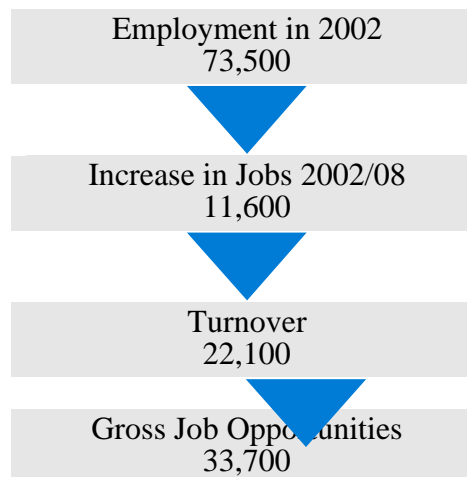 Employment in 2002
73,500
Increase in Jobs 2002/08
11,600
Turnover
22,100
Gross Job Opportunities
33,700